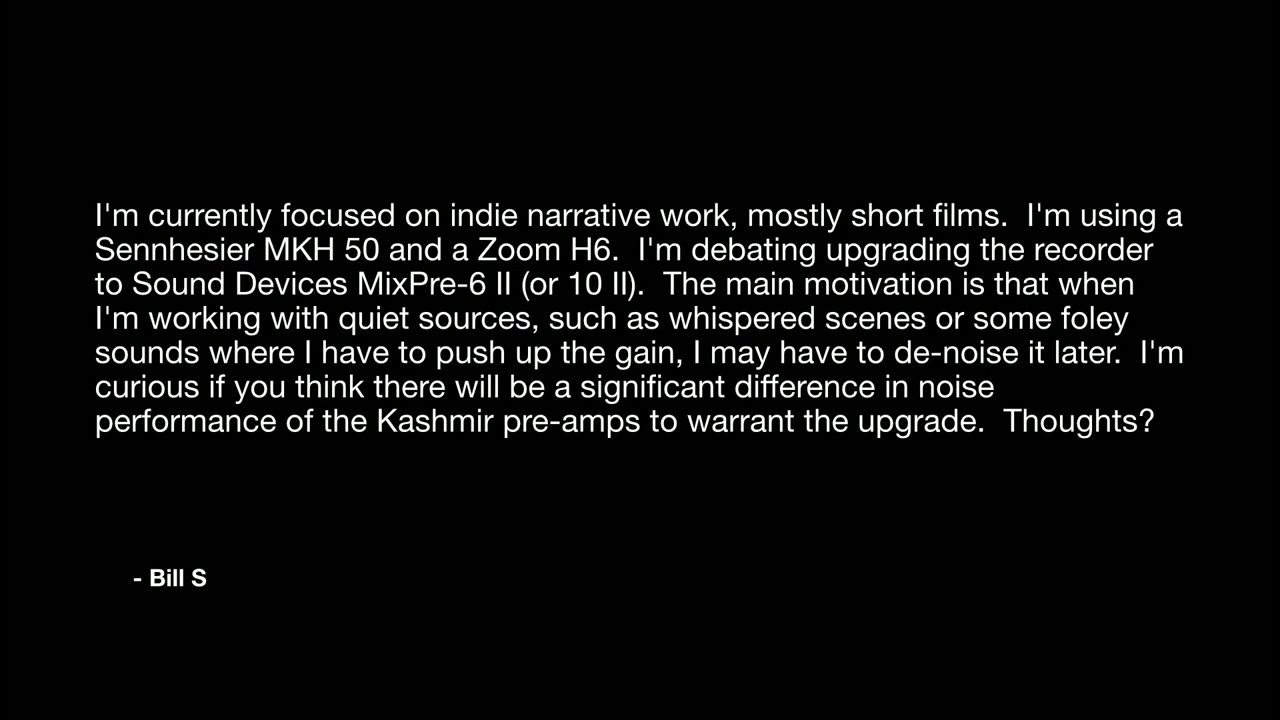 I'm currently focused on indie narrative work, mostly short films.  I'm using a
Sennhesier MKH 50 and a Zoom H6.  I'm debating upgrading the recorder
to Sound Devices MixPre-6 II (or 10 II).  The main motivation is that when
I'm working with quiet sources, such as whispered scenes or some foley
sounds where I have to push up the gain, I may have to de-noise it later.  I'm
curious if you think there will be a significant difference in noise
performance of the Kashmir pre-amps to warrant the upgrade.  Thoughts?
- Bill S